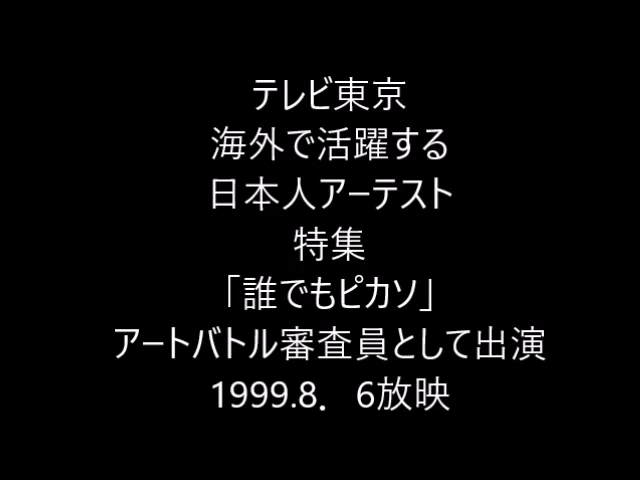 テレビ東京
海外で活躍する
日本人アーテスト
特集
「誰でもピカソ」
アートバトル審査員として出演
1999.8.　6放映